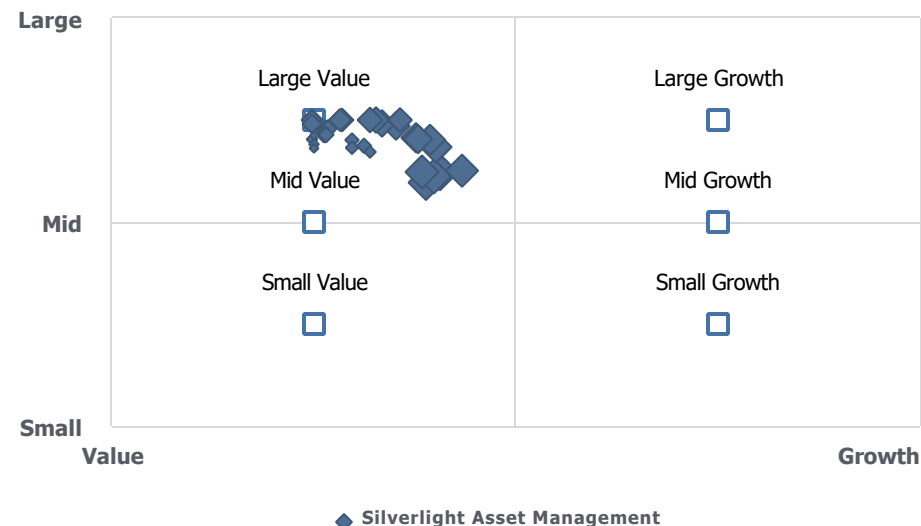 Large
Large Value
Large Growth
Mid Value
Mid Growth
Mid
Small Value
Small Growth
Small
Value
Growth
Silverlight Asset Management